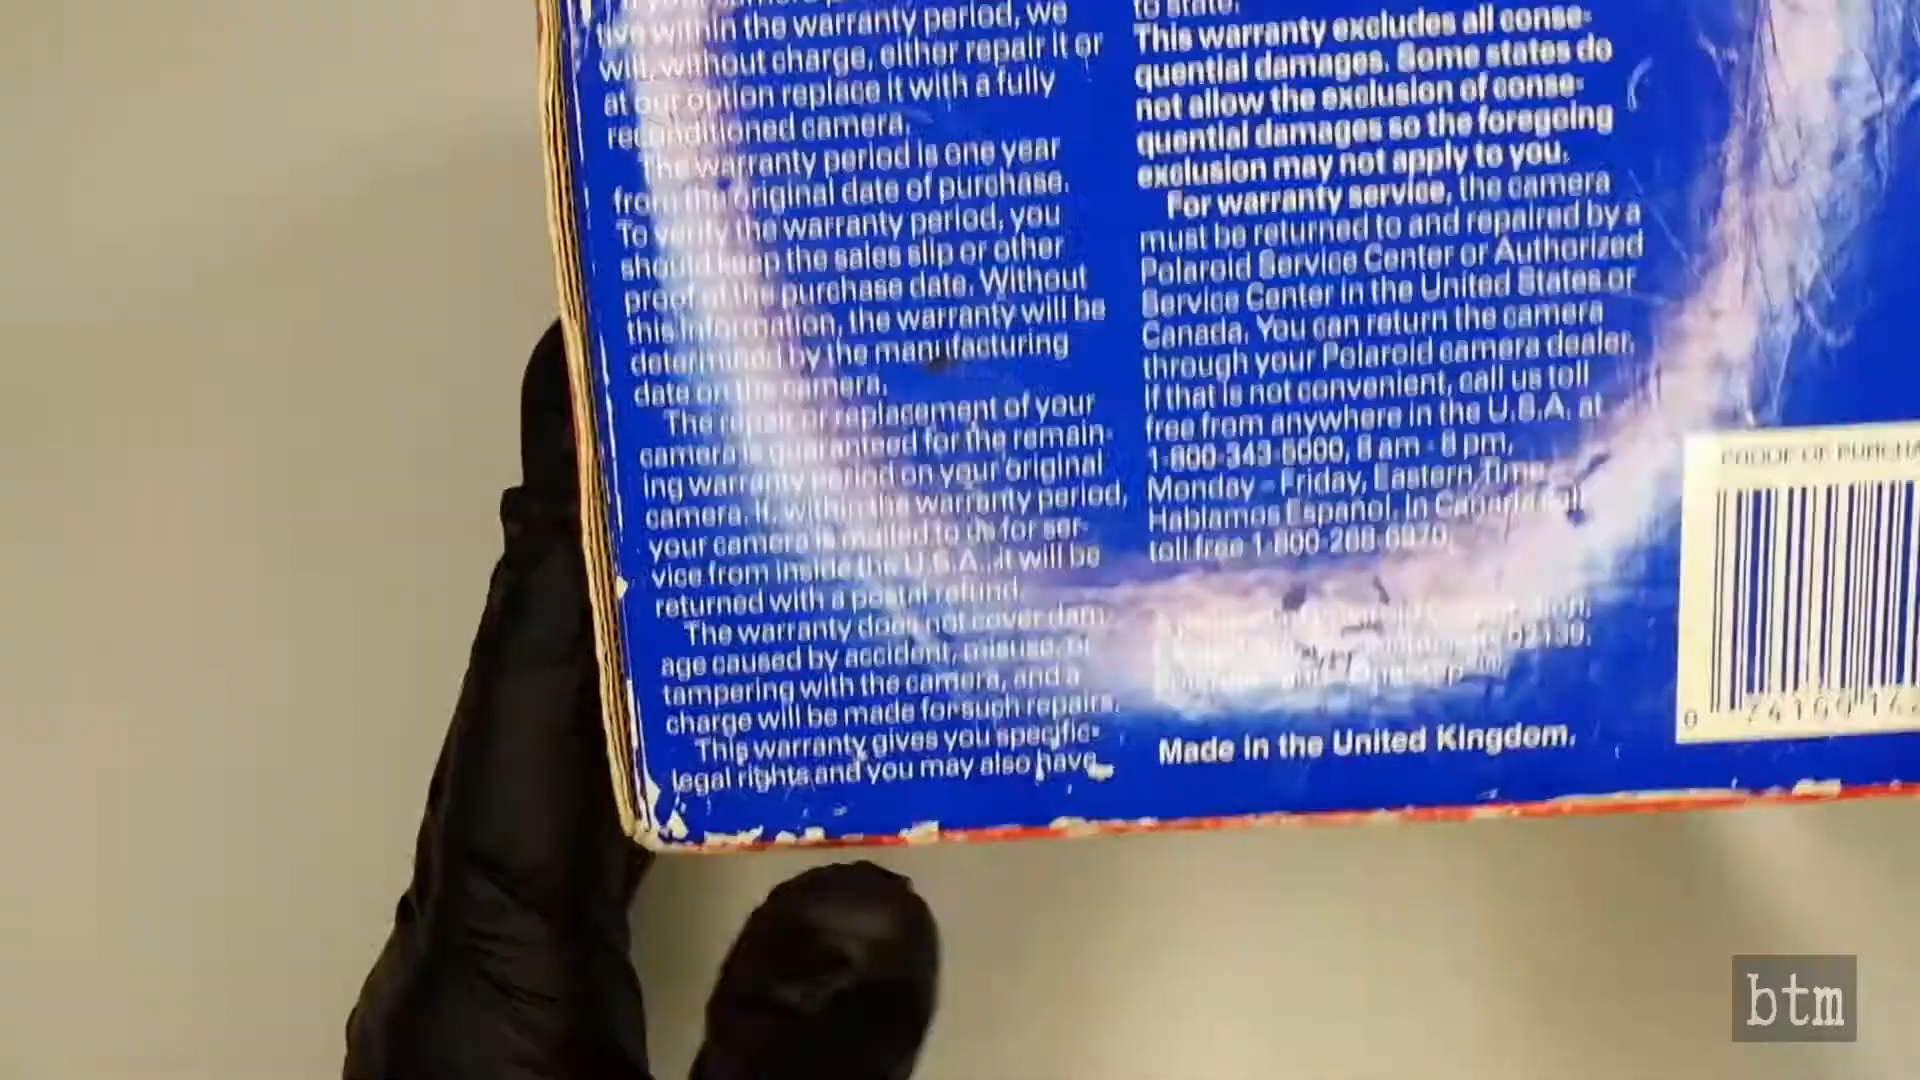 tive within the warranty period, we
will, without charge, either repair it or
at our option replace it with a fully
reconditioned camera.
The warranty period is one year
from the original date of purchase.
To verify the warranty period, you
should keep the sales slip or other
proof of the purchase date. Without
this information, the warranty will be
determined by the manufacturing
date on the camera.
The repair or replacement of your
camera is guaranteed for the remain-
ing warranty period on your original
camera. If, within the warranty period,
your camera is mailed to us for ser-
vice from inside the U.S.A., it will be
returned with a postal refund.
The warranty does not cover dam-
age caused by accident, misuse, or
tampering with the camera, and a
charge will be made for such repairs.
This warranty gives you specific
legal rights and you may also have
to state.
This warranty excludes all conse-
quential damages. Some states do
not allow the exclusion of conse-
quential damages so the foregoing
exclusion may not apply to you.
For warranty service, the camera
must be returned to and repaired by a
Polaroid Service Center or Authorized
Service Center in the United States or
Canada. You can return the camera
through your Polaroid camera dealer.
If that is not convenient, call us toll
free from anywhere in the U.S.A. at
1-800-343-5000, 8 am - 8 pm,
Monday - Friday, Eastern Time.
Hablamos Español. In Canada call
toll free
Made in the United Kingdom.
PROOF OF
0
btm